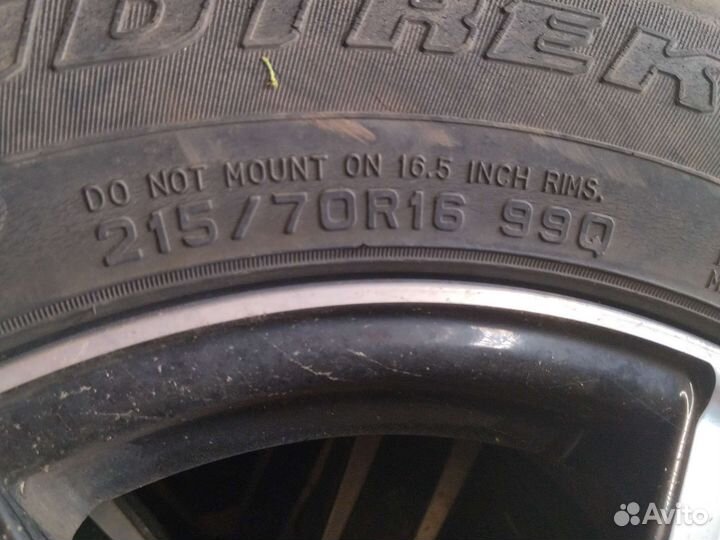 DO NOT MOUNT ON 16.5 INCH RIMS.
215/70R16 99Q
Avito